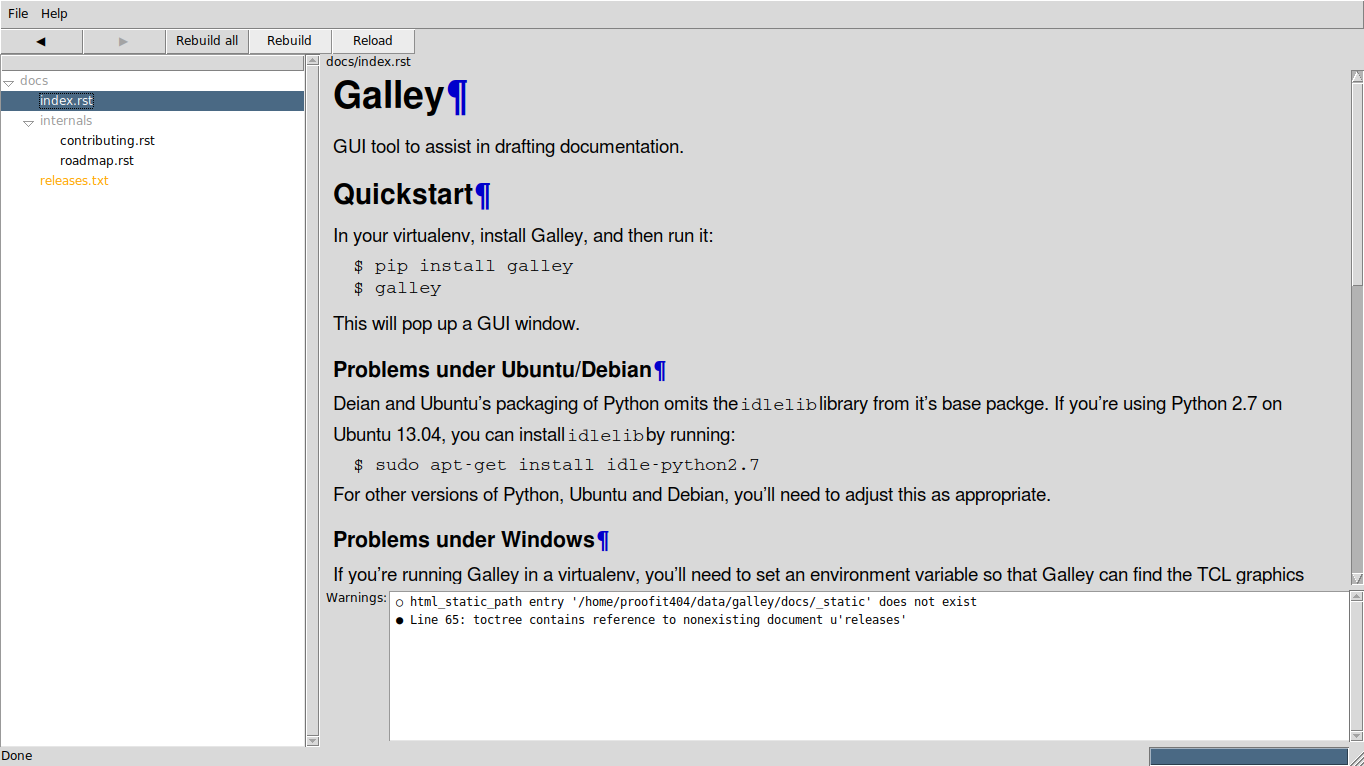 File Help
◀ ▶ Rebuild all Rebuild Reload
docs
index.rst
internals
contributing.rst
roadmap.rst
releases.txt
docs/index.rst
Galley¶
GUI tool to assist in drafting documentation.
Quickstart¶
In your virtualenv, install Galley, and then run it:
$ pip install galley
$ galley
This will pop up a GUI window.
Problems under Ubuntu/Debian¶
Deian and Ubuntu’s packaging of Python omits the idlelib library from it’s base packge. If you’re using Python 2.7 on
Ubuntu 13.04, you can install idlelib by running:
$ sudo apt-get install idle-python2.7
For other versions of Python, Ubuntu and Debian, you’ll need to adjust this as appropriate.
Problems under Windows¶
If you’re running Galley in a virtualenv, you’ll need to set an environment variable so that Galley can find the TCL graphics
Warnings:
○ html_static_path entry '/home/proofit404/data/galley/docs/_static' does not exist
● Line 65: toctree contains reference to nonexisting document u'releases'
Done